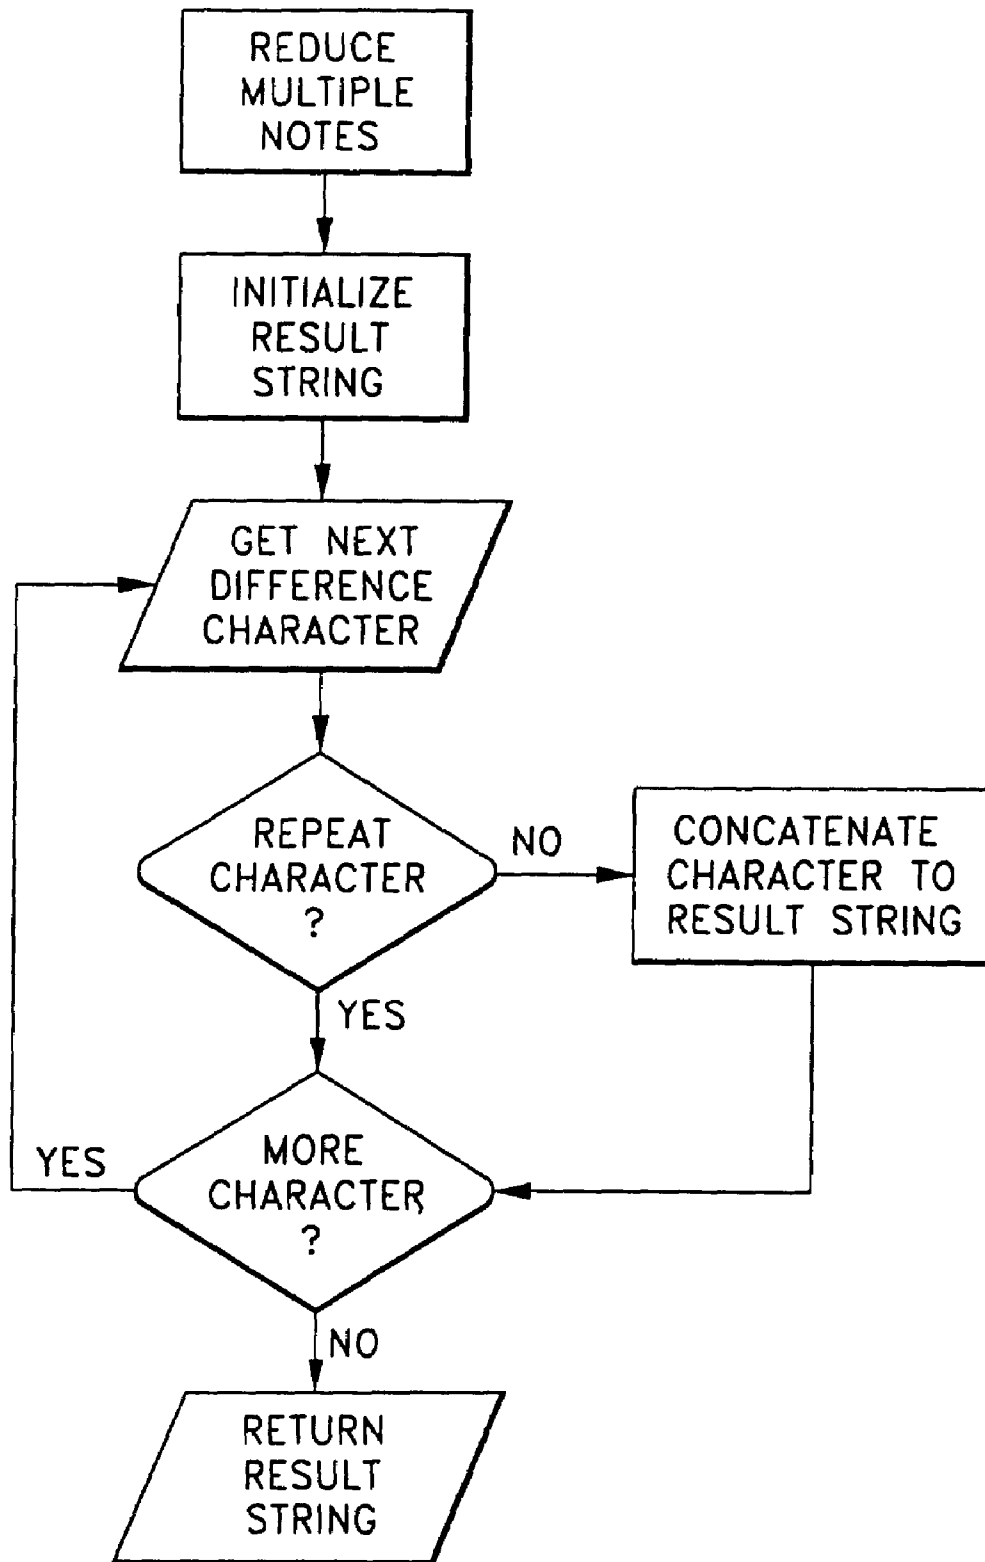 REDUCE
MULTIPLE
NOTES
INITIALIZE
RESULT
STRING
GET NEXT
DIFFERENCE
CHARACTER
REPEAT
CHARACTER
?
NO
CONCATENATE
CHARACTER TO
RESULT STRING
YES
MORE
CHARACTER
?
YES
NO
RETURN
RESULT
STRING